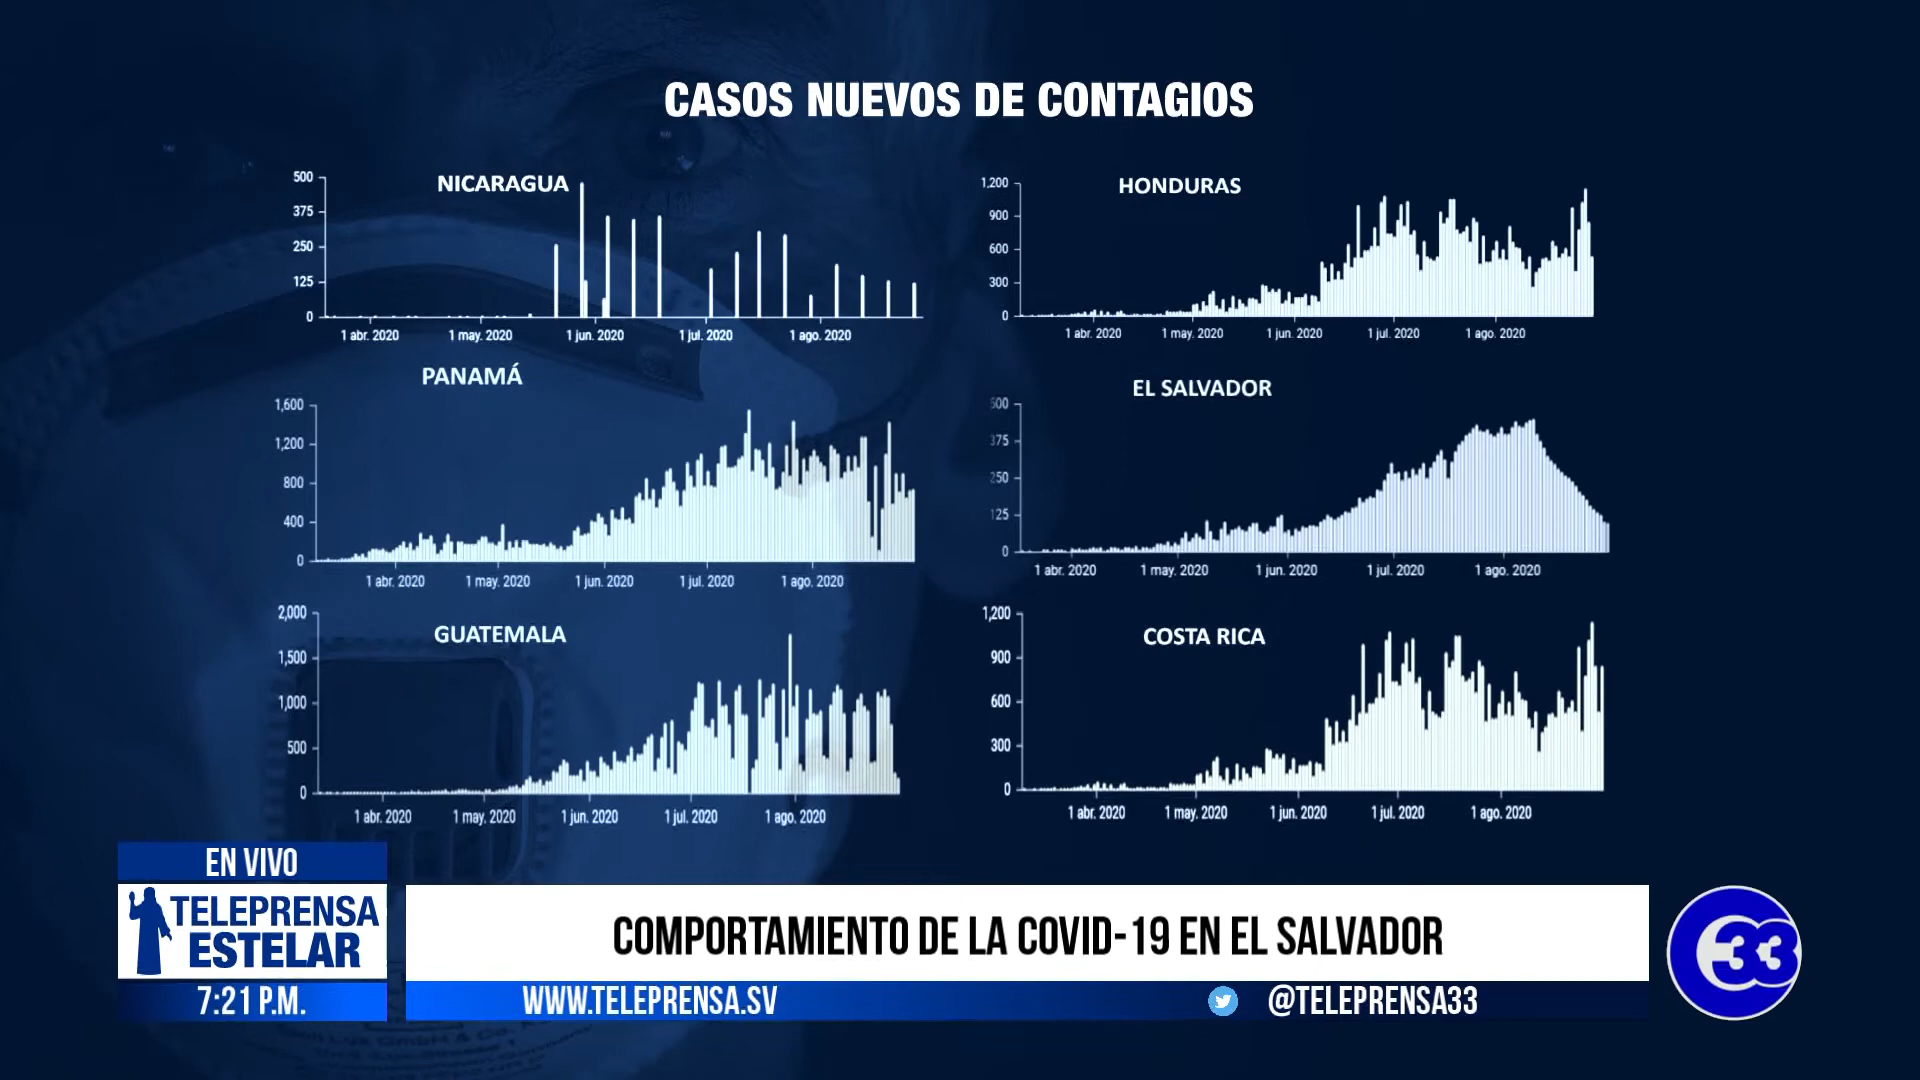 CASOS NUEVOS DE CONTAGIOS
NICARAGUA
500
375
250
125
0
1 abr. 2020 1 may. 2020 1 jun. 2020 1 jul. 2020 1 ago. 2020
HONDURAS
1,200
900
600
300
0
1 abr. 2020 1 may. 2020 1 jun. 2020 1 jul. 2020 1 ago. 2020
PANAMÁ
1,600
1,200
800
400
0
1 abr. 2020 1 may. 2020 1 jun. 2020 1 jul. 2020 1 ago. 2020
EL SALVADOR
500
375
250
125
0
1 abr. 2020 1 may. 2020 1 jun. 2020 1 jul. 2020 1 ago. 2020
GUATEMALA
2,000
1,500
1,000
500
0
1 abr. 2020 1 may. 2020 1 jun. 2020 1 jul. 2020 1 ago. 2020
COSTA RICA
1,200
900
600
300
0
1 abr. 2020 1 may. 2020 1 jun. 2020 1 jul. 2020 1 ago. 2020
EN VIVO
TELEPRENSA
ESTELAR
7:21 P.M.
COMPORTAMIENTO DE LA COVID-19 EN EL SALVADOR
WWW.TELEPRENSA.SV @TELEPRENSA33
33